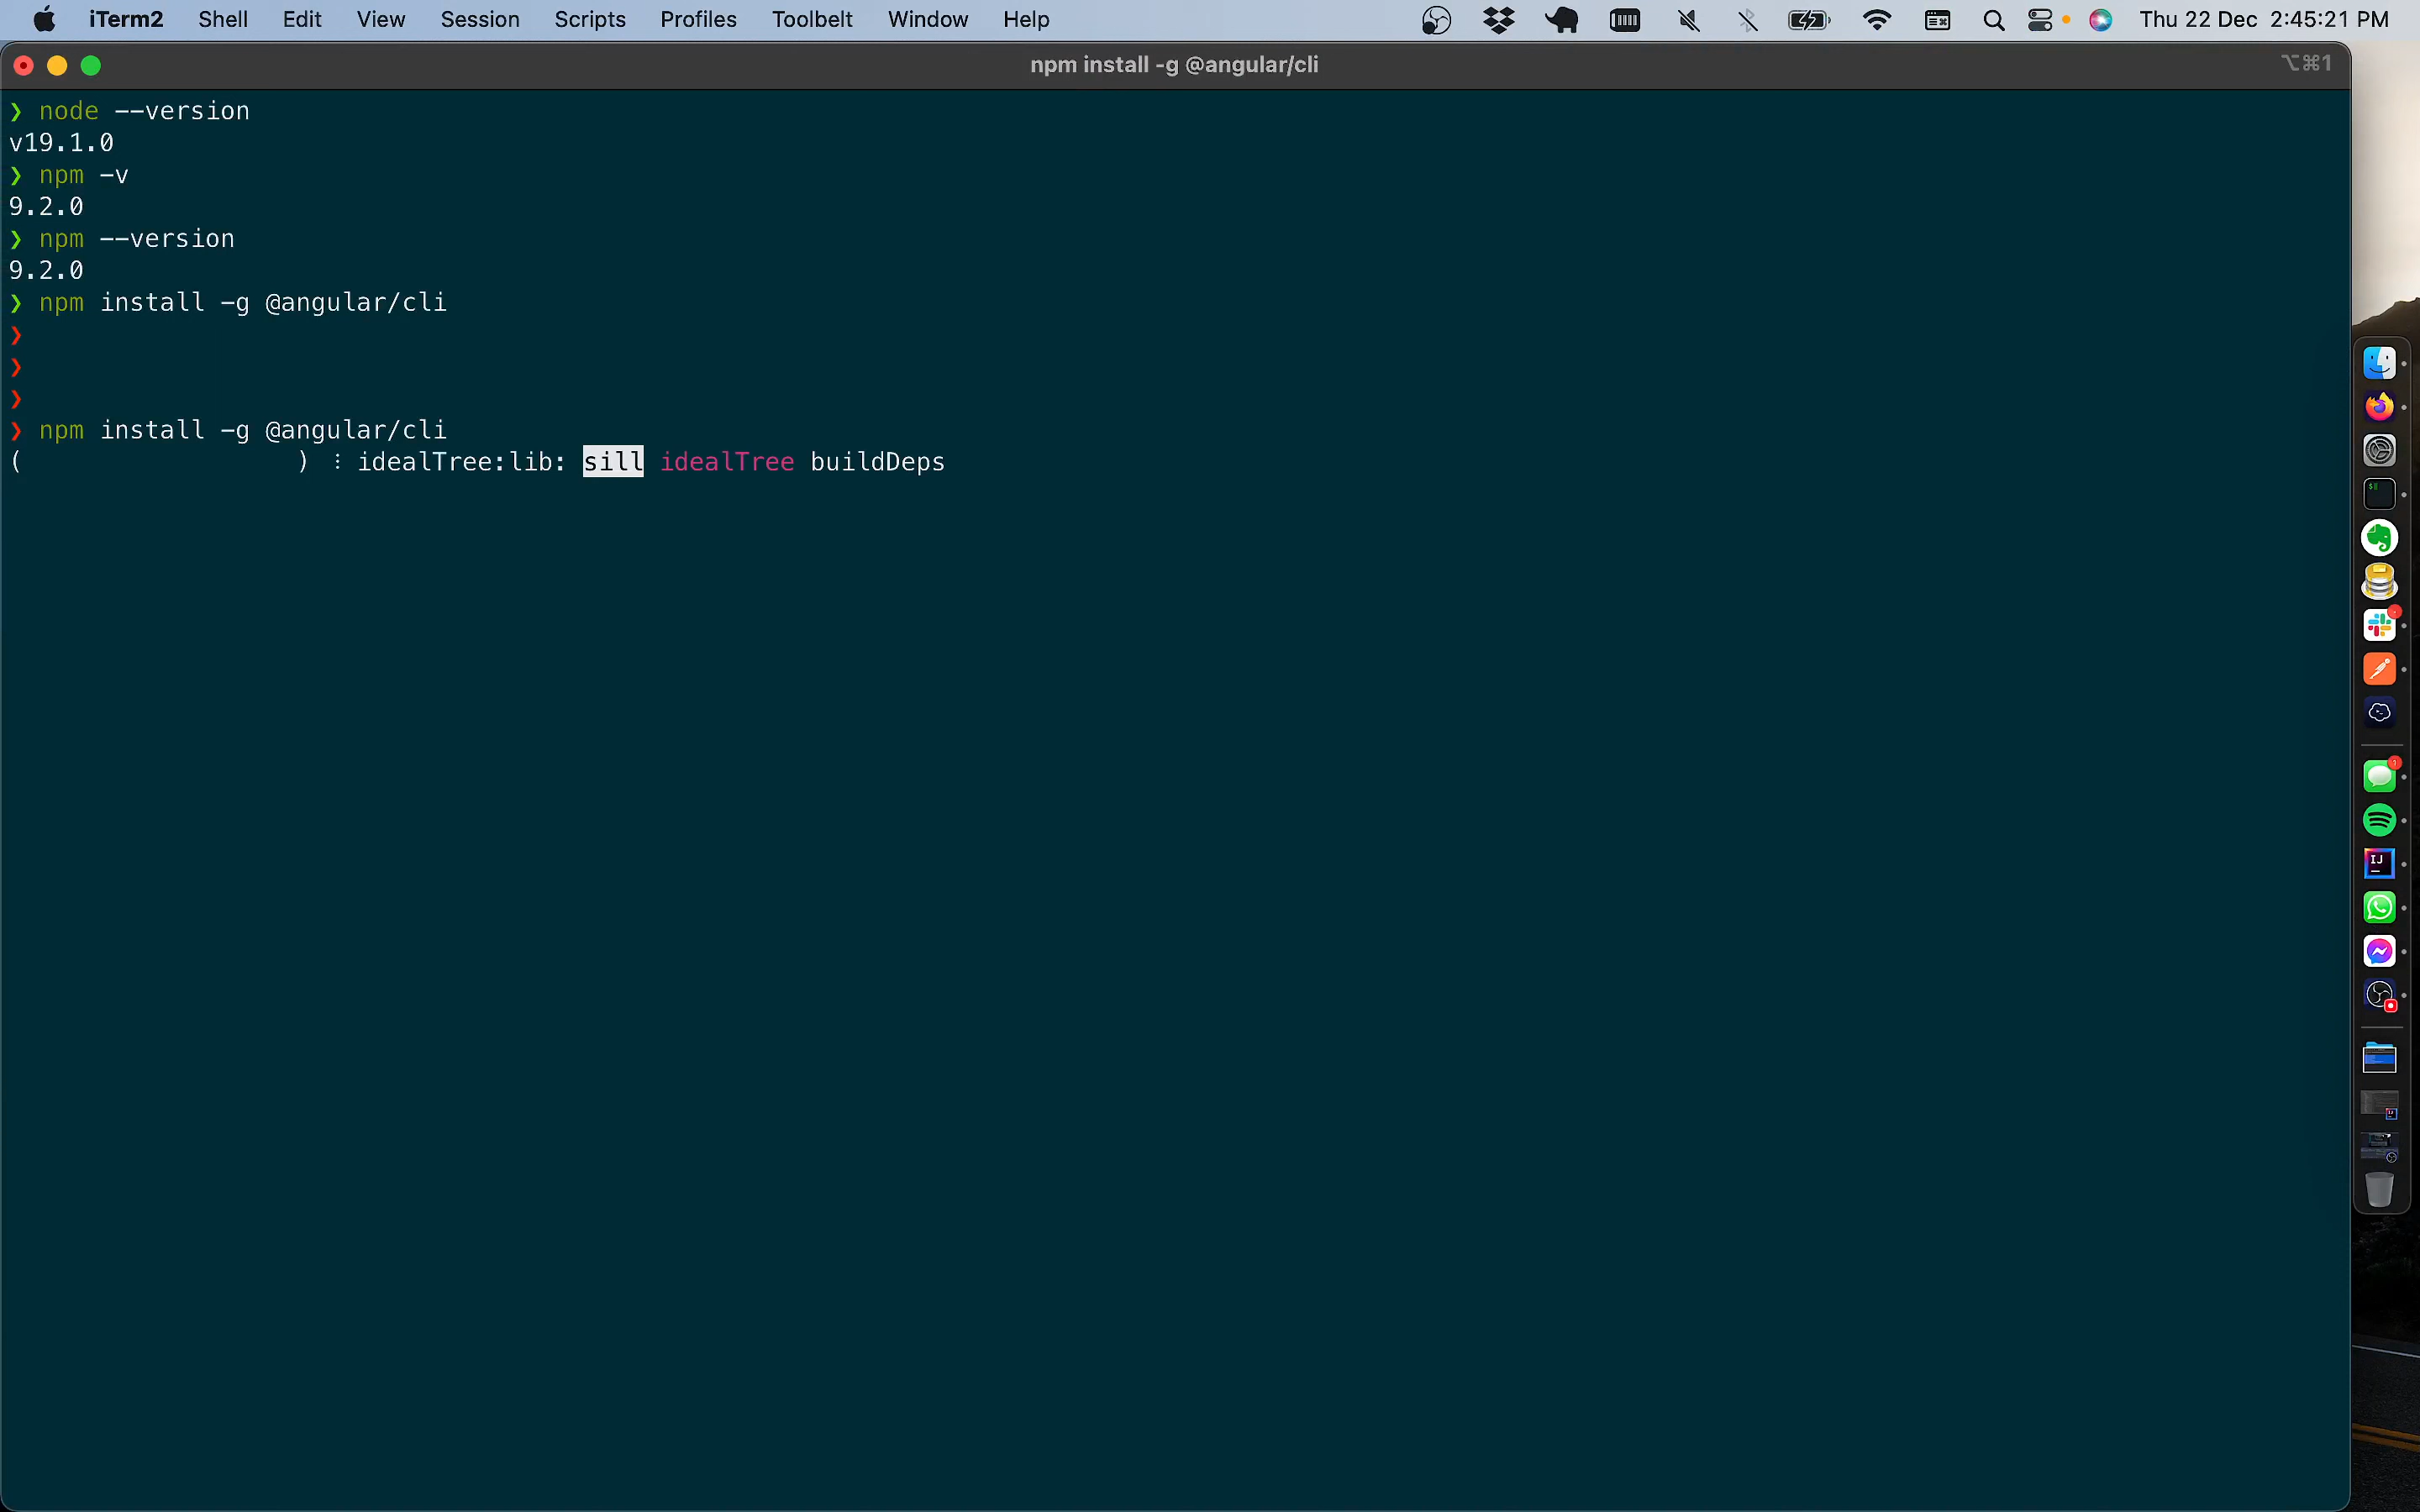 iTerm2 Shell Edit View Session Scripts Profiles Toolbelt Window Help Thu 22 Dec 2:45:21 PM
npm install -g @angular/cli ⌥⌘1
❯ node --version
v19.1.0
❯ npm -v
9.2.0
❯ npm --version
9.2.0
❯ npm install -g @angular/cli
❯
❯
❯
❯ npm install -g @angular/cli
( ) ⠸ idealTree:lib: sill idealTree buildDeps
IJ